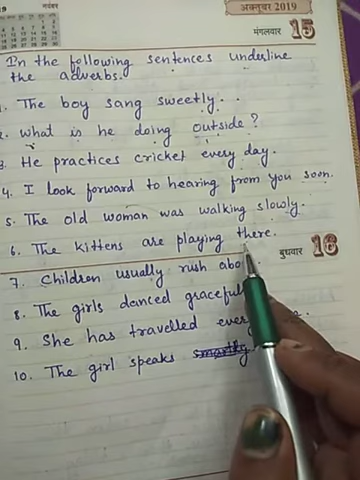 नवंबर
अक्तूबर 2019
मंगलवार 15
In the following sentences underline
the adverbs.
1. The boy sang sweetly.
2. what is he doing outside?
3. He practices cricket every day.
4. I look forward to hearing from you soon.
5. The old woman was walking slowly.
6. The kittens are playing there.
बुधवार 16
7. Children usually rush
8. The girls danced
9. She has travelled
10. The girl speaks